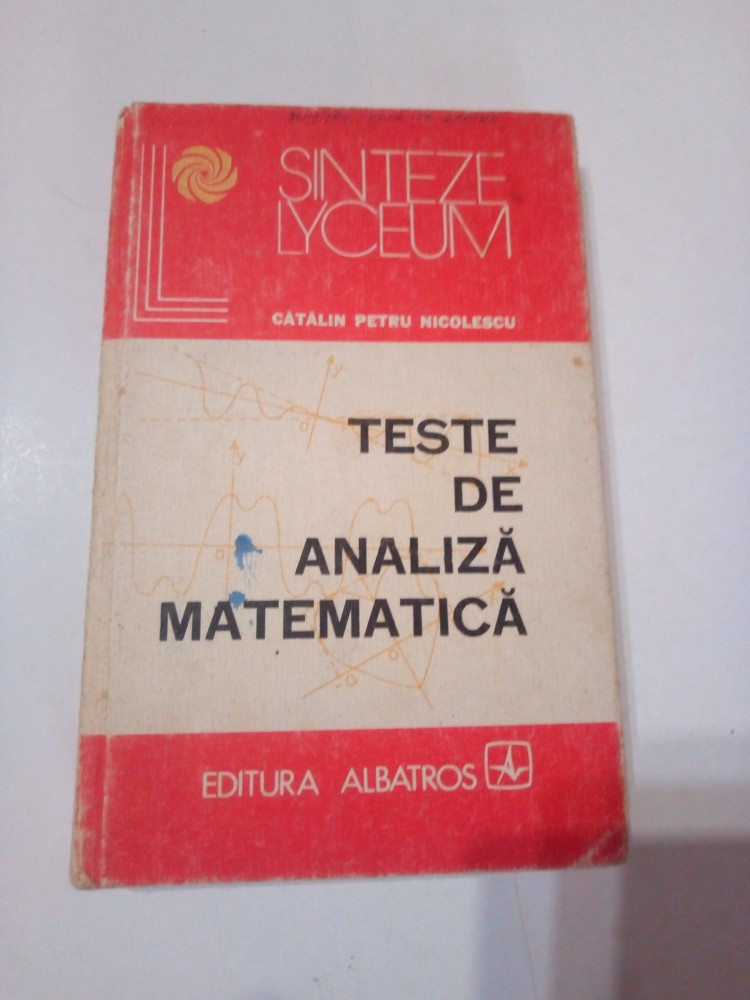 SINTEZE
LYCEUM
CĂTĂLIN PETRU NICOLESCU
TESTE
DE
ANALIZĂ
MATEMATICĂ
EDITURA ALBATROS